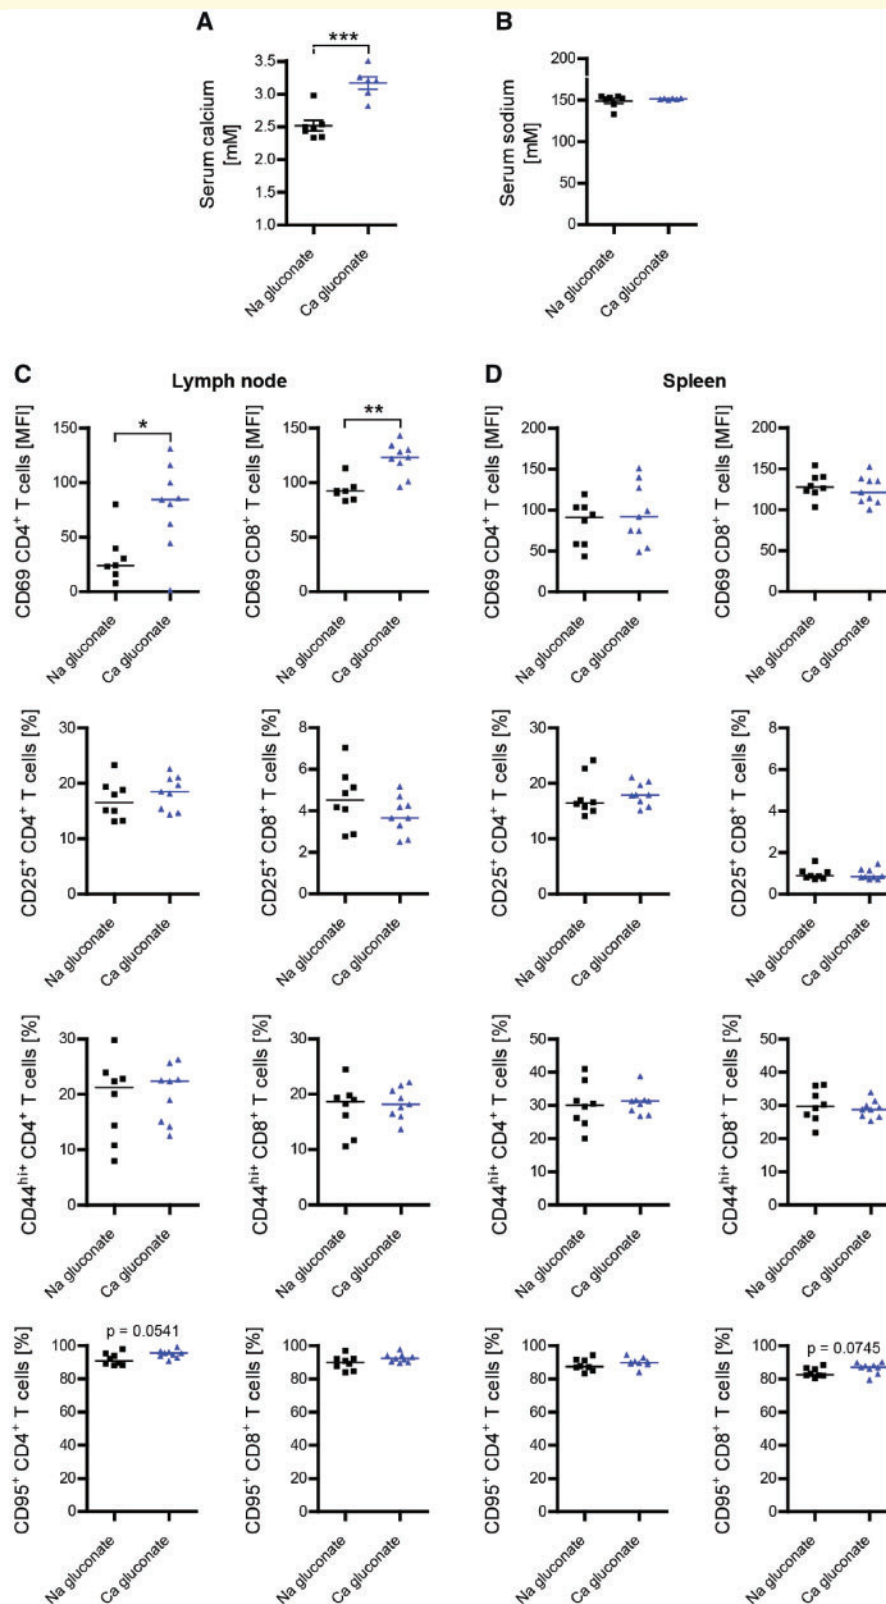 A
B
***
3.5
3.0
2.5
2.0
1.5
1.0
Serum calcium
[mM]
Na gluconate
Ca gluconate
200
150
100
50
0
Serum sodium
[mM]
Na gluconate
Ca gluconate
C
Lymph node
D
Spleen
150
100
50
0
CD69 CD4⁺ T cells [MFI]
*
Na gluconate
Ca gluconate
150
100
50
0
CD69 CD8⁺ T cells [MFI]
**
Na gluconate
Ca gluconate
200
150
100
50
0
CD69 CD4⁺ T cells [MFI]
Na gluconate
Ca gluconate
200
150
100
50
0
CD69 CD8⁺ T cells [MFI]
Na gluconate
Ca gluconate
30
20
10
0
CD25⁺ CD4⁺ T cells [%]
Na gluconate
Ca gluconate
8
6
4
2
0
CD25⁺ CD8⁺ T cells [%]
Na gluconate
Ca gluconate
30
20
10
0
CD25⁺ CD4⁺ T cells [%]
Na gluconate
Ca gluconate
8
6
4
2
0
CD25⁺ CD8⁺ T cells [%]
Na gluconate
Ca gluconate
30
20
10
0
CD44ʰⁱ⁺ CD4⁺ T cells [%]
Na gluconate
Ca gluconate
30
20
10
0
CD44ʰⁱ⁺ CD8⁺ T cells [%]
Na gluconate
Ca gluconate
50
40
30
20
10
0
CD44ʰⁱ⁺ CD4⁺ T cells [%]
Na gluconate
Ca gluconate
50
40
30
20
10
0
CD44ʰⁱ⁺ CD8⁺ T cells [%]
Na gluconate
Ca gluconate
p = 0.0541
100
80
60
40
20
0
CD95⁺ CD4⁺ T cells [%]
Na gluconate
Ca gluconate
100
80
60
40
20
0
CD95⁺ CD8⁺ T cells [%]
Na gluconate
Ca gluconate
100
80
60
40
20
0
CD95⁺ CD4⁺ T cells [%]
Na gluconate
Ca gluconate
p = 0.0745
100
80
60
40
20
0
CD95⁺ CD8⁺ T cells [%]
Na gluconate
Ca gluconate